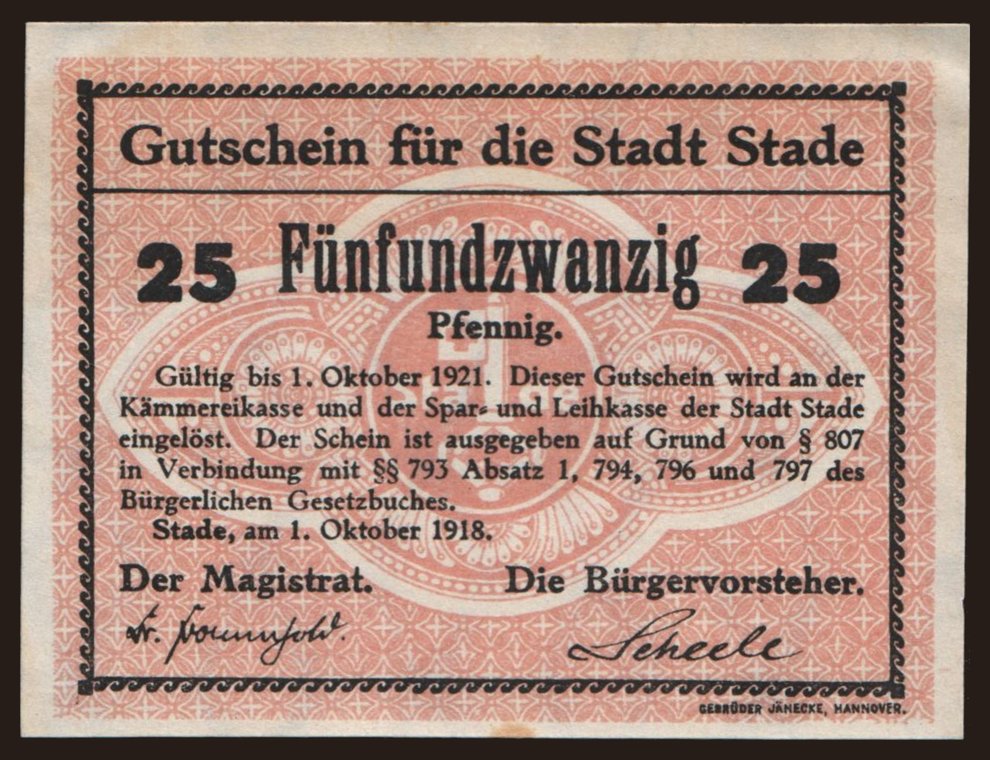 Gutschein für die Stadt Stade
25 Fünfundzwanzig 25
Pfennig.
Gültig bis 1. Oktober 1921. Dieser Gutschein wird an der
Kämmereikasse und der Spar- und Leihkasse der Stadt Stade
eingelöst. Der Schein ist ausgegeben auf Grund von § 807
in Verbindung mit §§ 793 Absatz 1, 794, 796 und 797 des
Bürgerlichen Gesetzbuches.
Stade, am 1. Oktober 1918.
Der Magistrat. Die Bürgervorsteher.
Dr. Scheele
GEBRÜDER JÄNECKE, HANNOVER.